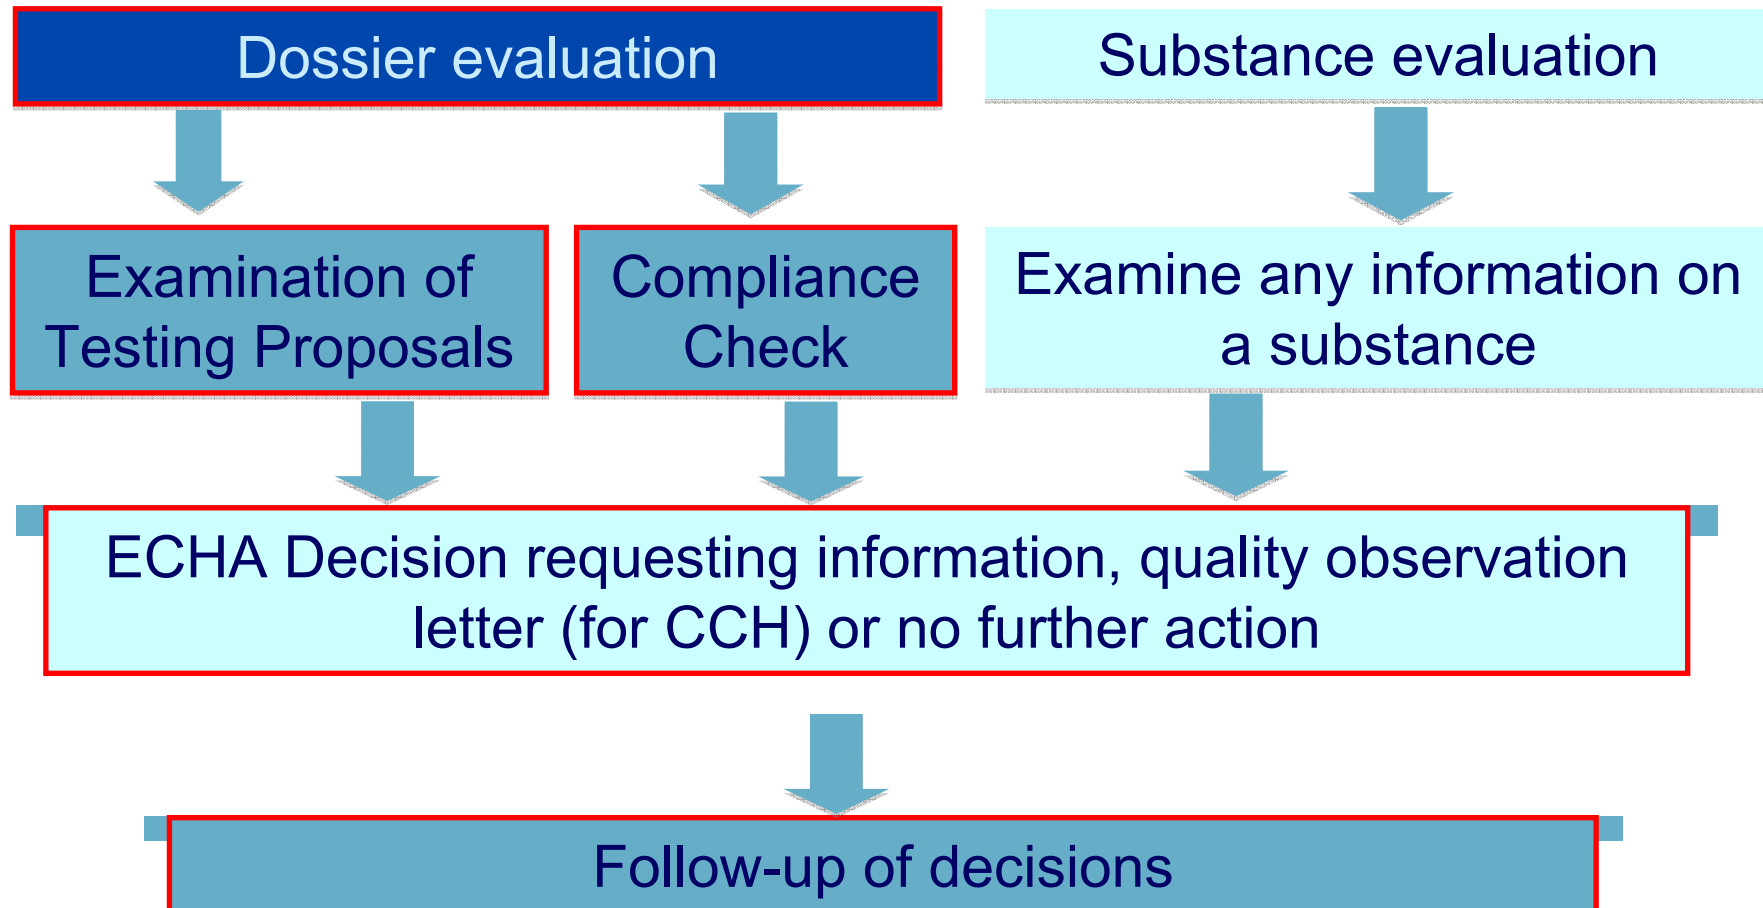 Dossier evaluation
Substance evaluation
Examination of
Testing Proposals
Compliance
Check
Examine any information on
a substance
ECHA Decision requesting information, quality observation
letter (for CCH) or no further action
Follow-up of decisions